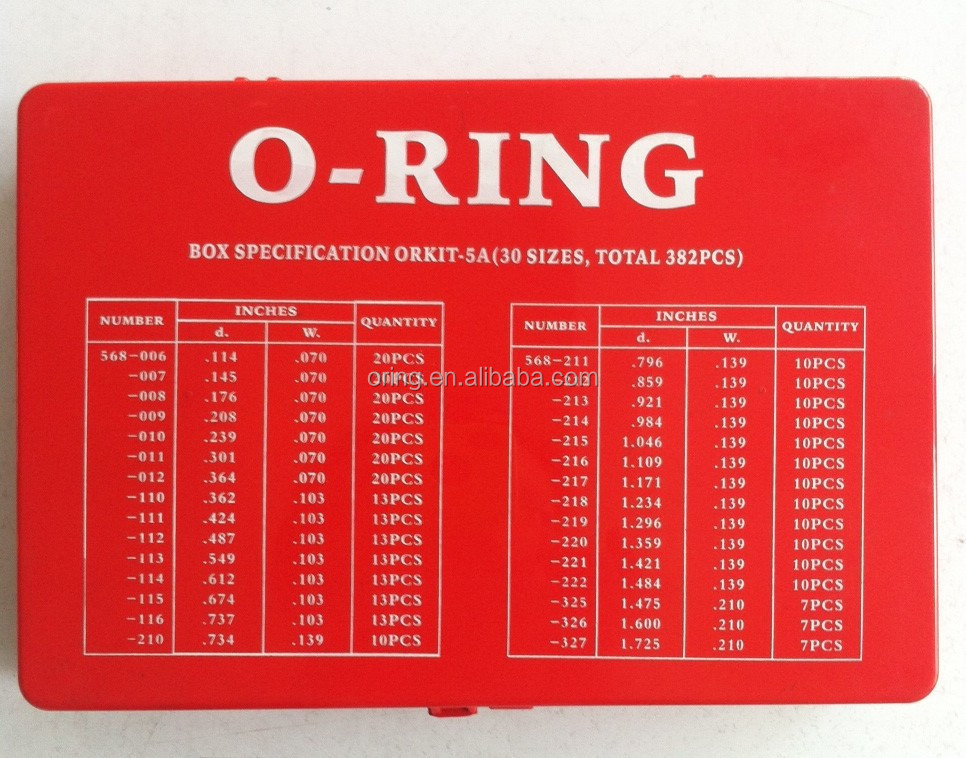 O-RING
BOX SPECIFICATION ORKIT-5A(30 SIZES, TOTAL 382PCS)
NUMBER INCHES QUANTITY
d. W.
568-006 .114 .070 20PCS
-007 .145 .070
-008 .176 .070 20PCS
-009 .208 .070 20PCS
-010 .239 .070 20PCS
-011 .301 .070 20PCS
-012 .364 .070 20PCS
-110 .362 .103 13PCS
-111 .424 .103 13PCS
-112 .487 .103 13PCS
-113 .549 .103 13PCS
-114 .612 .103 13PCS
-115 .674 .103 13PCS
-116 .737 .103 13PCS
-210 .734 .139 10PCS
NUMBER INCHES QUANTITY
d. W.
568-211 .796 .139 10PCS
.859 .139 10PCS
-213 .921 .139 10PCS
-214 .984 .139 10PCS
-215 1.046 .139 10PCS
-216 1.109 .139 10PCS
-217 1.171 .139 10PCS
-218 1.234 .139 10PCS
-219 1.296 .139 10PCS
-220 1.359 .139 10PCS
-221 1.421 .139 10PCS
-222 1.484 .139 10PCS
-325 1.475 .210 7PCS
-326 1.600 .210 7PCS
-327 1.725 .210 7PCS
oring.en.alibaba.com